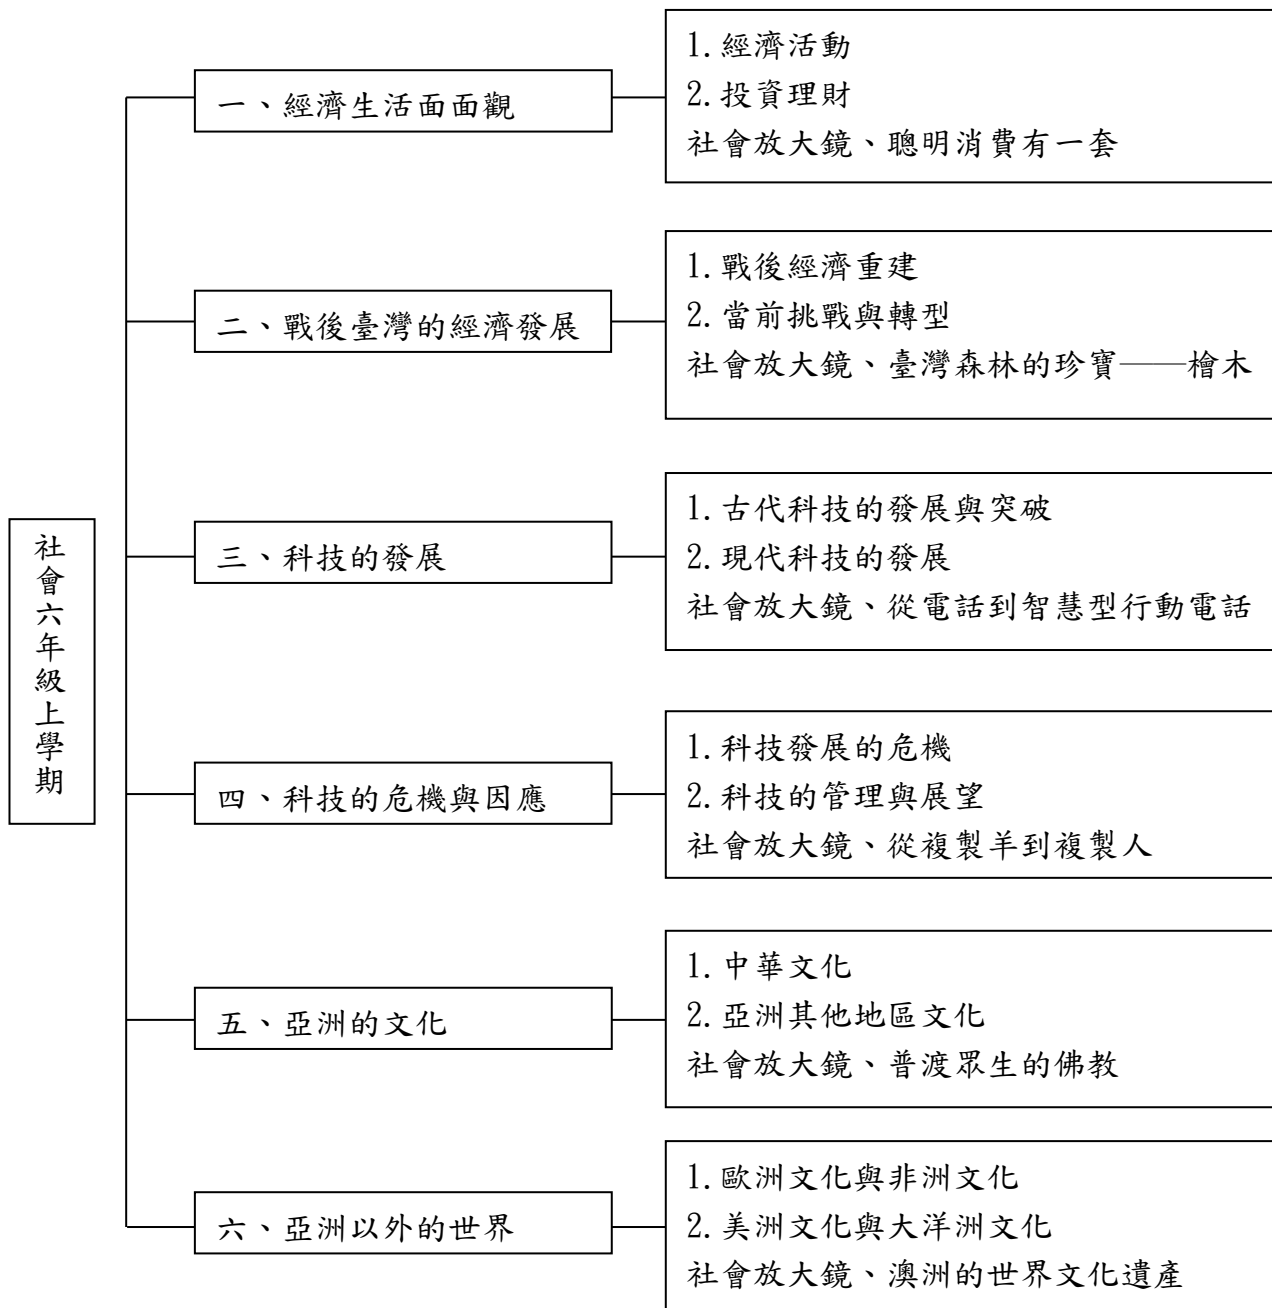 社會六年級上學期
一、經濟生活面面觀
1.經濟活動
2.投資理財
社會放大鏡、聰明消費有一套
二、戰後臺灣的經濟發展
1.戰後經濟重建
2.當前挑戰與轉型
社會放大鏡、臺灣森林的珍寶——檜木
三、科技的發展
1.古代科技的發展與突破
2.現代科技的發展
社會放大鏡、從電話到智慧型行動電話
四、科技的危機與因應
1.科技發展的危機
2.科技的管理與展望
社會放大鏡、從複製羊到複製人
五、亞洲的文化
1.中華文化
2.亞洲其他地區文化
社會放大鏡、普渡眾生的佛教
六、亞洲以外的世界
1.歐洲文化與非洲文化
2.美洲文化與大洋洲文化
社會放大鏡、澳洲的世界文化遺產